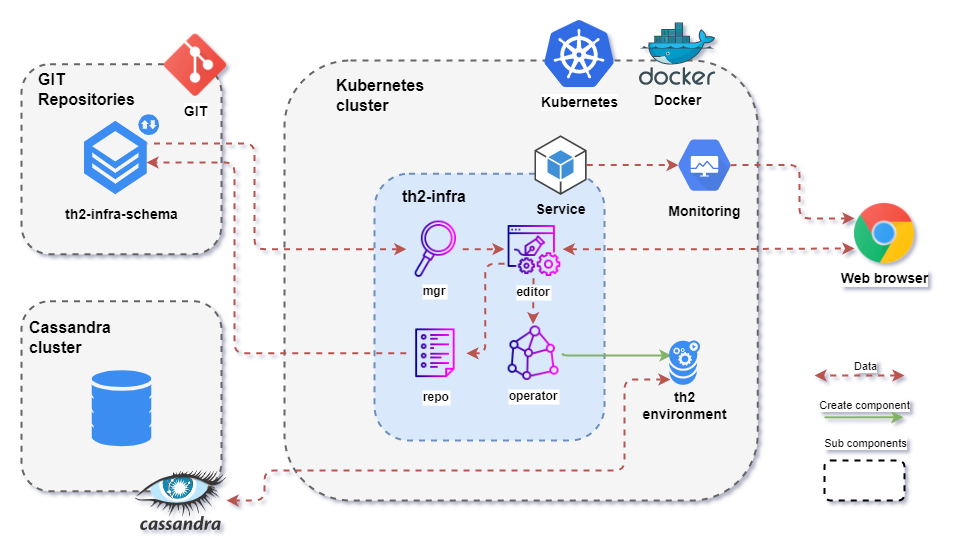 GIT
Repositories
GIT
th2-infra-schema
Kubernetes
cluster
Kubernetes
docker
Docker
Service
Monitoring
th2-infra
mgr
editor
repo
operator
th2
environment
Web browser
Cassandra
cluster
cassandra
Data
Create component
Sub components